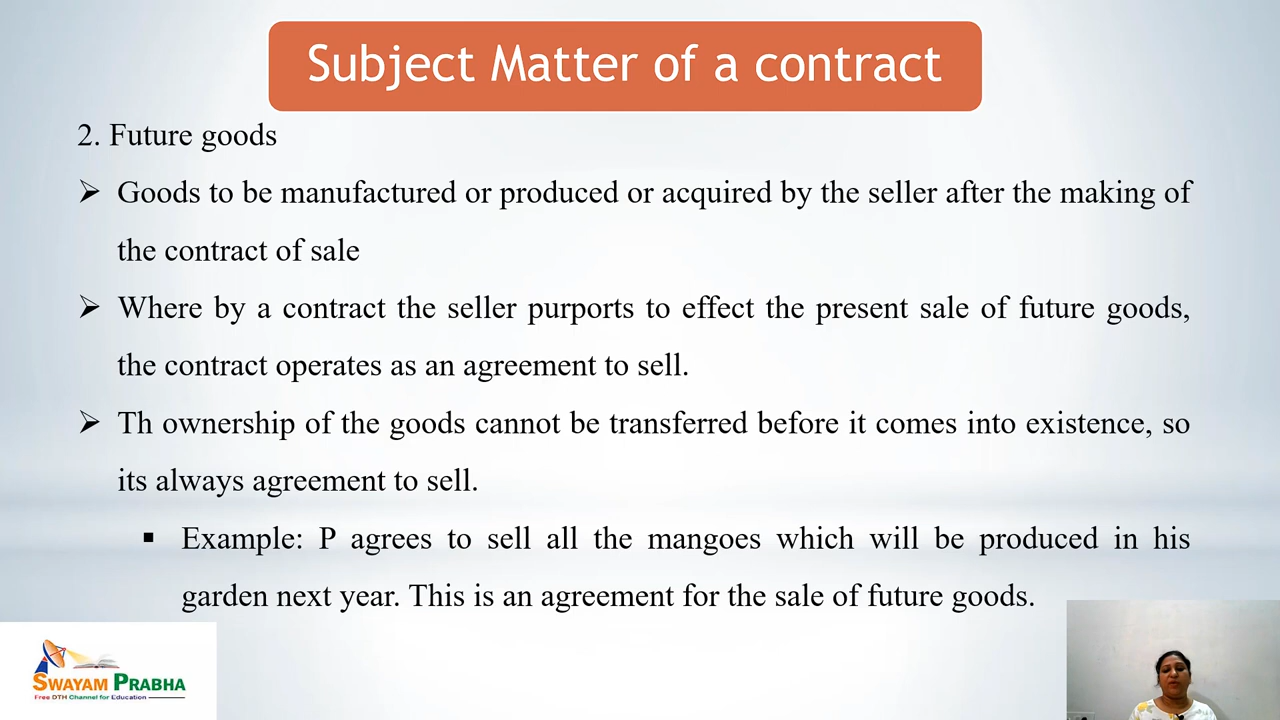 Subject Matter of a contract
2. Future goods
➢ Goods to be manufactured or produced or acquired by the seller after the making of
the contract of sale
➢ Where by a contract the seller purports to effect the present sale of future goods,
the contract operates as an agreement to sell.
➢ Th ownership of the goods cannot be transferred before it comes into existence, so
its always agreement to sell.
▪ Example: P agrees to sell all the mangoes which will be produced in his
garden next year. This is an agreement for the sale of future goods.
SWAYAM PRABHA
Free DTH Channel for Education